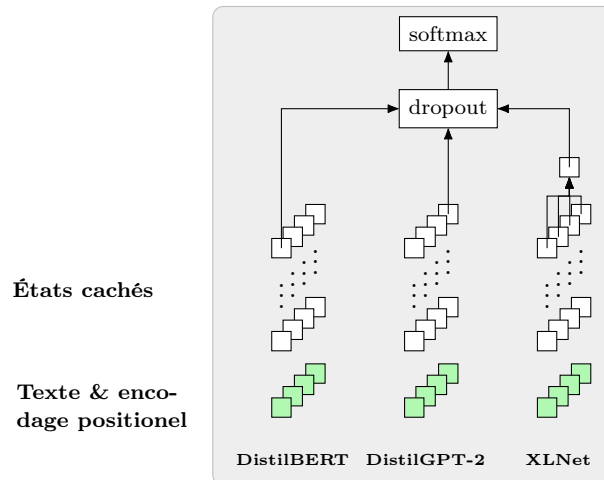 softmax
dropout
États cachés
Texte & enco-
dage positionel
DistilBERT DistilGPT-2 XLNet